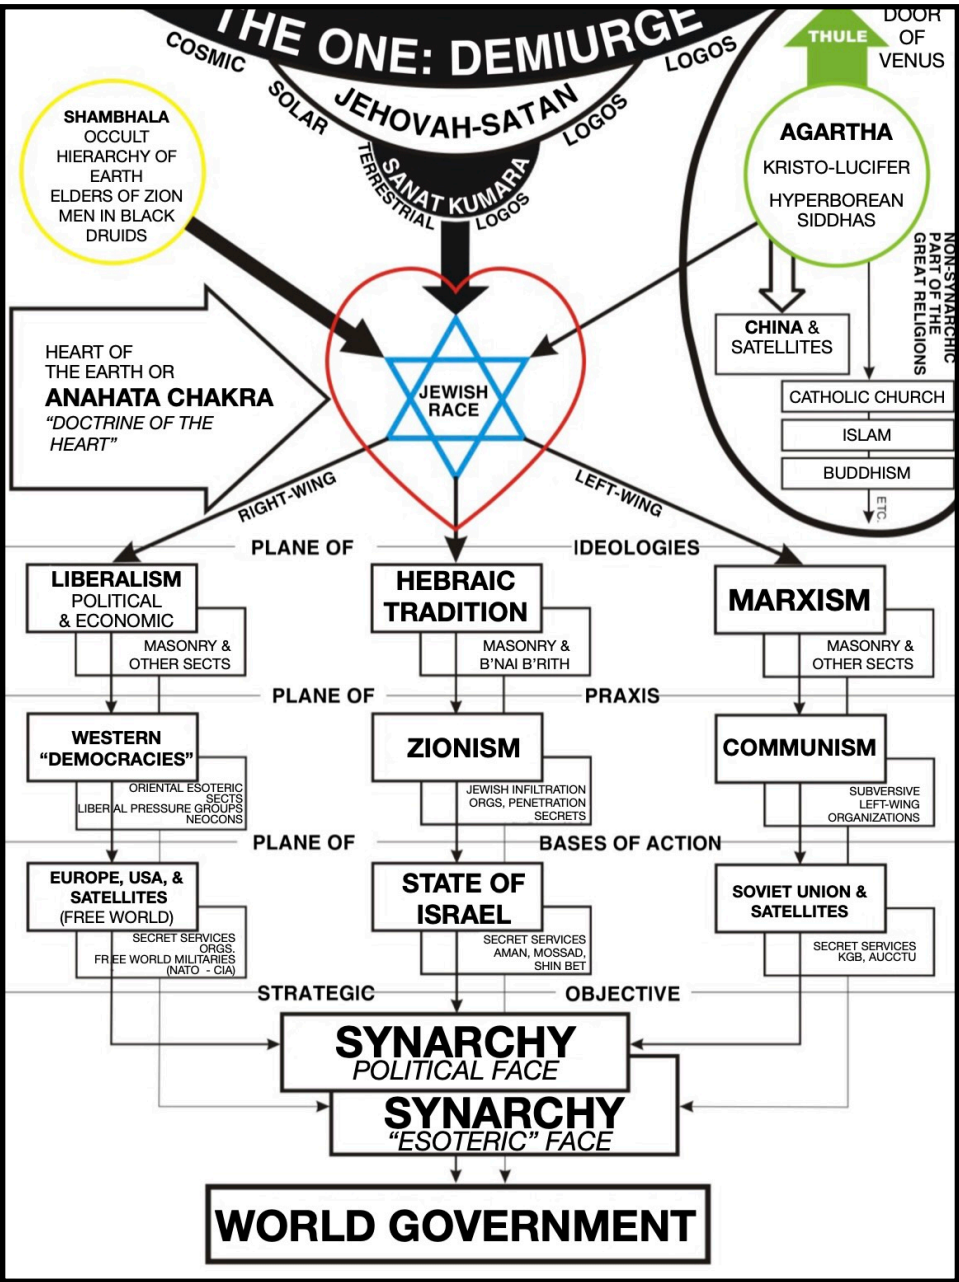 THE ONE: DEMIURGE
COSMIC
LOGOS
JEHOVAH-SATAN
SOLAR
LOGOS
SANAT KUMARA
TERRESTRIAL
LOGOS
DOOR
OF
VENUS
THULE
SHAMBHALA
OCCULT
HIERARCHY OF
EARTH
ELDERS OF ZION
MEN IN BLACK
DRUIDS
AGARTHA
KRISTO-LUCIFER
HYPERBOREAN
SIDDHAS
NON-SYNARCHIC
PART OF THE
GREAT RELIGIONS
CHINA &
SATELLITES
CATHOLIC CHURCH
ISLAM
BUDDHISM
ETC.
HEART OF
THE EARTH OR
ANAHATA CHAKRA
“DOCTRINE OF THE
HEART”
JEWISH
RACE
RIGHT-WING
LEFT-WING
PLANE OF IDEOLOGIES
LIBERALISM
POLITICAL
& ECONOMIC
MASONRY &
OTHER SECTS
HEBRAIC
TRADITION
MASONRY &
B’NAI B’RITH
MARXISM
MASONRY &
OTHER SECTS
PLANE OF PRAXIS
WESTERN
“DEMOCRACIES”
ORIENTAL ESOTERIC
SECTS
LIBERIAL PRESSURE GROUPS
NEOCONS
ZIONISM
JEWISH INFILTRATION
ORGS, PENETRATION
SECRETS
COMMUNISM
SUBVERSIVE
LEFT-WING
ORGANIZATIONS
PLANE OF BASES OF ACTION
EUROPE, USA, &
SATELLITES
(FREE WORLD)
SECRET SERVICES
ORGS.
FREE WORLD MILITARIES
(NATO - CIA)
STATE OF
ISRAEL
SECRET SERVICES
AMAN, MOSSAD,
SHIN BET
SOVIET UNION &
SATELLITES
SECRET SERVICES
KGB, AUCCTU
STRATEGIC OBJECTIVE
SYNARCHY
POLITICAL FACE
SYNARCHY
“ESOTERIC” FACE
WORLD GOVERNMENT